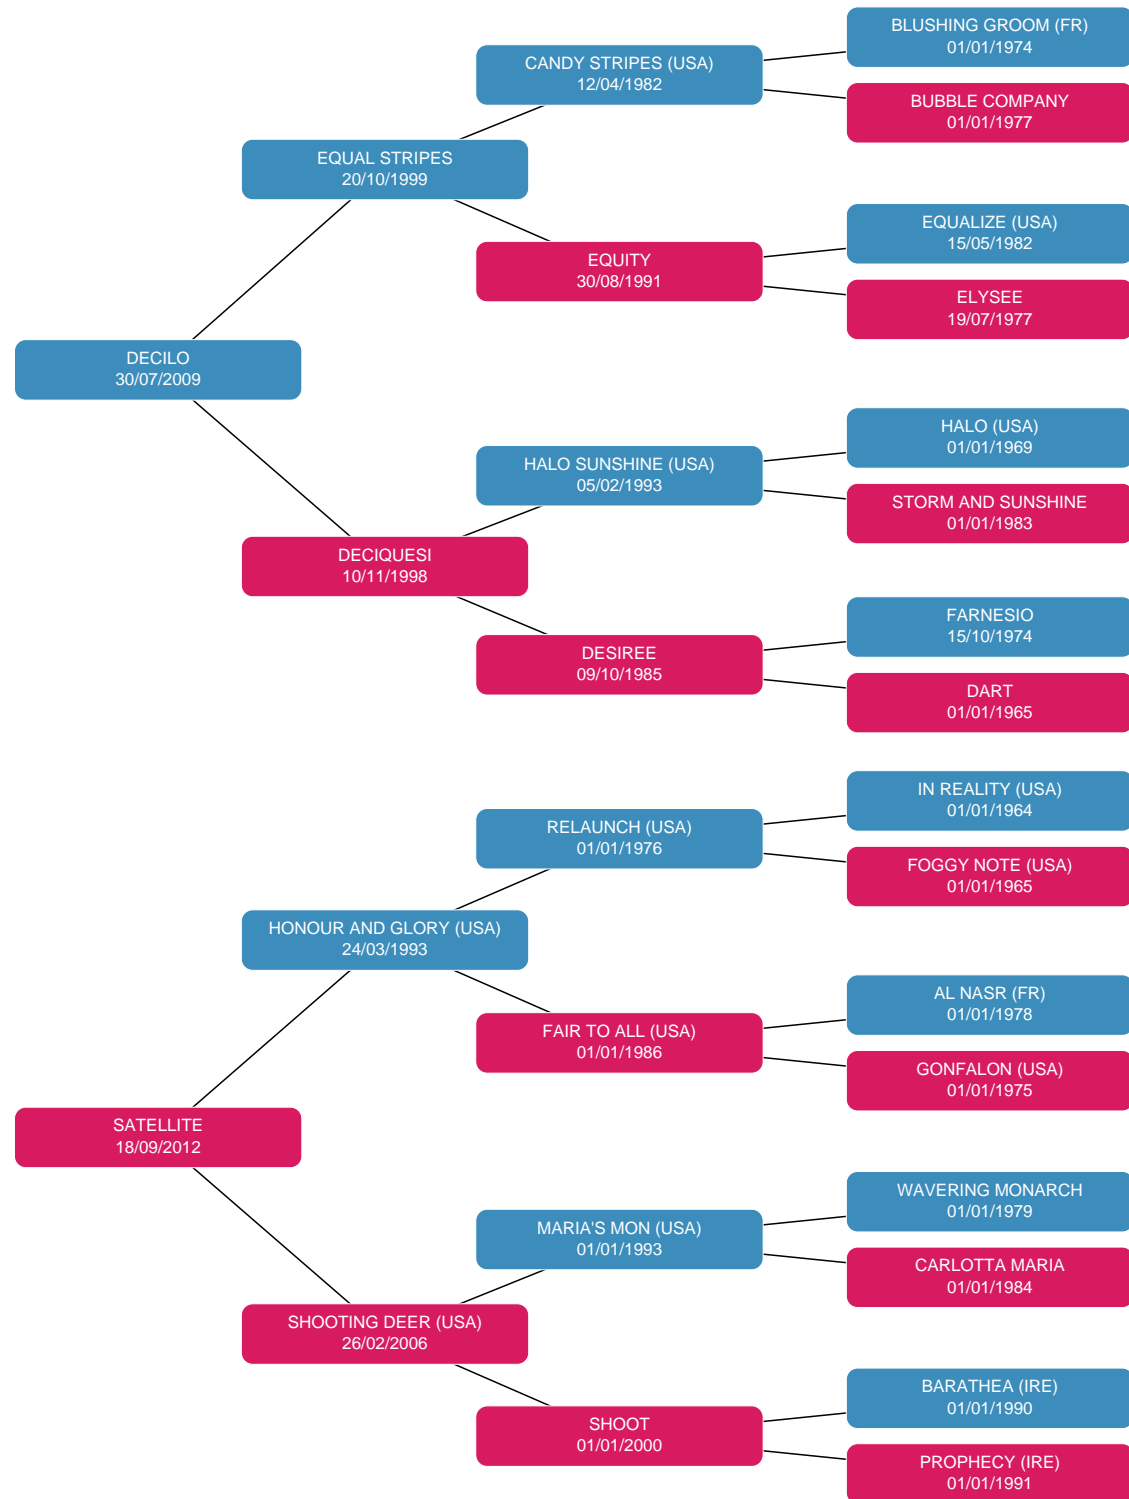 BLUSHING GROOM (FR)
01/01/1974
CANDY STRIPES (USA)
12/04/1982
BUBBLE COMPANY
01/01/1977
EQUAL STRIPES
20/10/1999
EQUALIZE (USA)
15/05/1982
EQUITY
30/08/1991
ELYSEE
19/07/1977
DECILO
30/07/2009
HALO (USA)
01/01/1969
HALO SUNSHINE (USA)
05/02/1993
STORM AND SUNSHINE
01/01/1983
DECIQUESI
10/11/1998
FARNESIO
15/10/1974
DESIREE
09/10/1985
DART
01/01/1965
IN REALITY (USA)
01/01/1964
RELAUNCH (USA)
01/01/1976
FOGGY NOTE (USA)
01/01/1965
HONOUR AND GLORY (USA)
24/03/1993
AL NASR (FR)
01/01/1978
FAIR TO ALL (USA)
01/01/1986
GONFALON (USA)
01/01/1975
SATELLITE
18/09/2012
WAVERING MONARCH
01/01/1979
MARIA'S MON (USA)
01/01/1993
CARLOTTA MARIA
01/01/1984
SHOOTING DEER (USA)
26/02/2006
BARATHEA (IRE)
01/01/1990
SHOOT
01/01/2000
PROPHECY (IRE)
01/01/1991